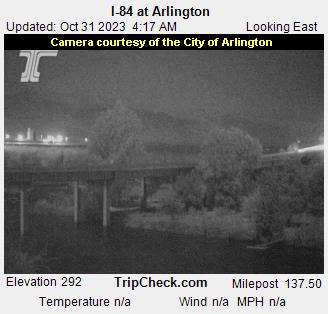 I-84 at Arlington
Updated: Oct 31 2023 4:17 AM Looking East
Camera courtesy of the City of Arlington
Elevation 292 TripCheck.com Milepost 137.50
Temperature n/a Wind n/a MPH n/a